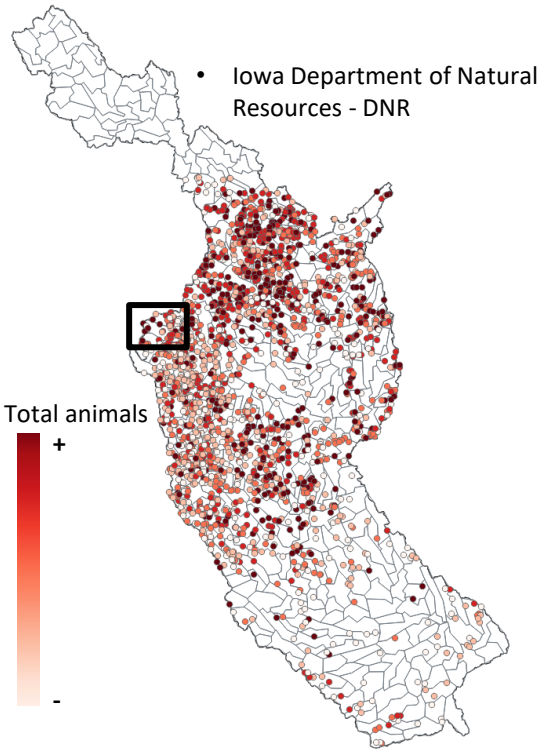 • Iowa Department of Natural
Resources - DNR
Total animals
+
-